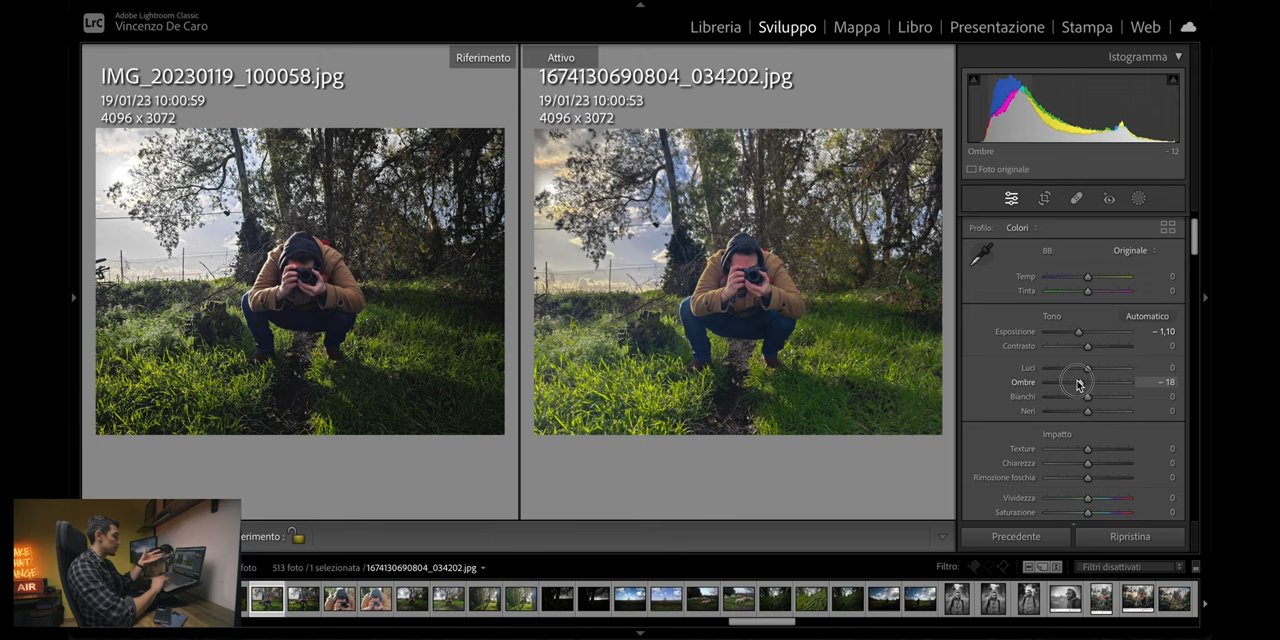 LrC
Adobe Lightroom Classic
Vincenzo De Caro
Libreria | Sviluppo | Mappa | Libro | Presentazione | Stampa | Web
Riferimento
IMG_20230119_100058.jpg
19/01/23 10:00:59
4096 x 3072
Attivo
1674130690804_034202.jpg
19/01/23 10:00:53
4096 x 3072
Istogramma
Ombre - 12
Foto originale
Profilo: Colori
BB: Originale
Temp 0
Tinta 0
Tono Automatico
Esposizione – 1,10
Contrasto 0
Luci 0
Ombre – 18
Bianchi 0
Neri 0
Impatto
Texture 0
Chiarezza 0
Rimozione foschia 0
Vividezza 0
Saturazione 0
Precedente Ripristina
erimento :
foto 513 foto /1 selezionata /1674130690804_034202.jpg
Filtro: Filtri disattivati
AIR